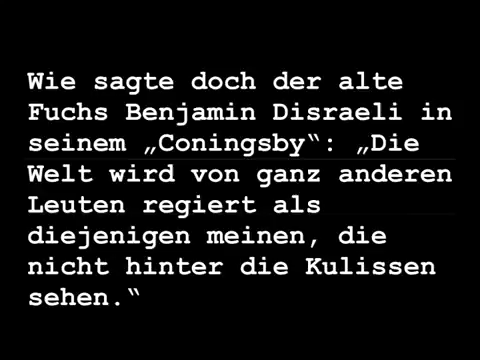 Wie sagte doch der alte
Fuchs Benjamin Disraeli in
seinem „Coningsby“: „Die
Welt wird von ganz anderen
Leuten regiert als
diejenigen meinen, die
nicht hinter die Kulissen
sehen.“